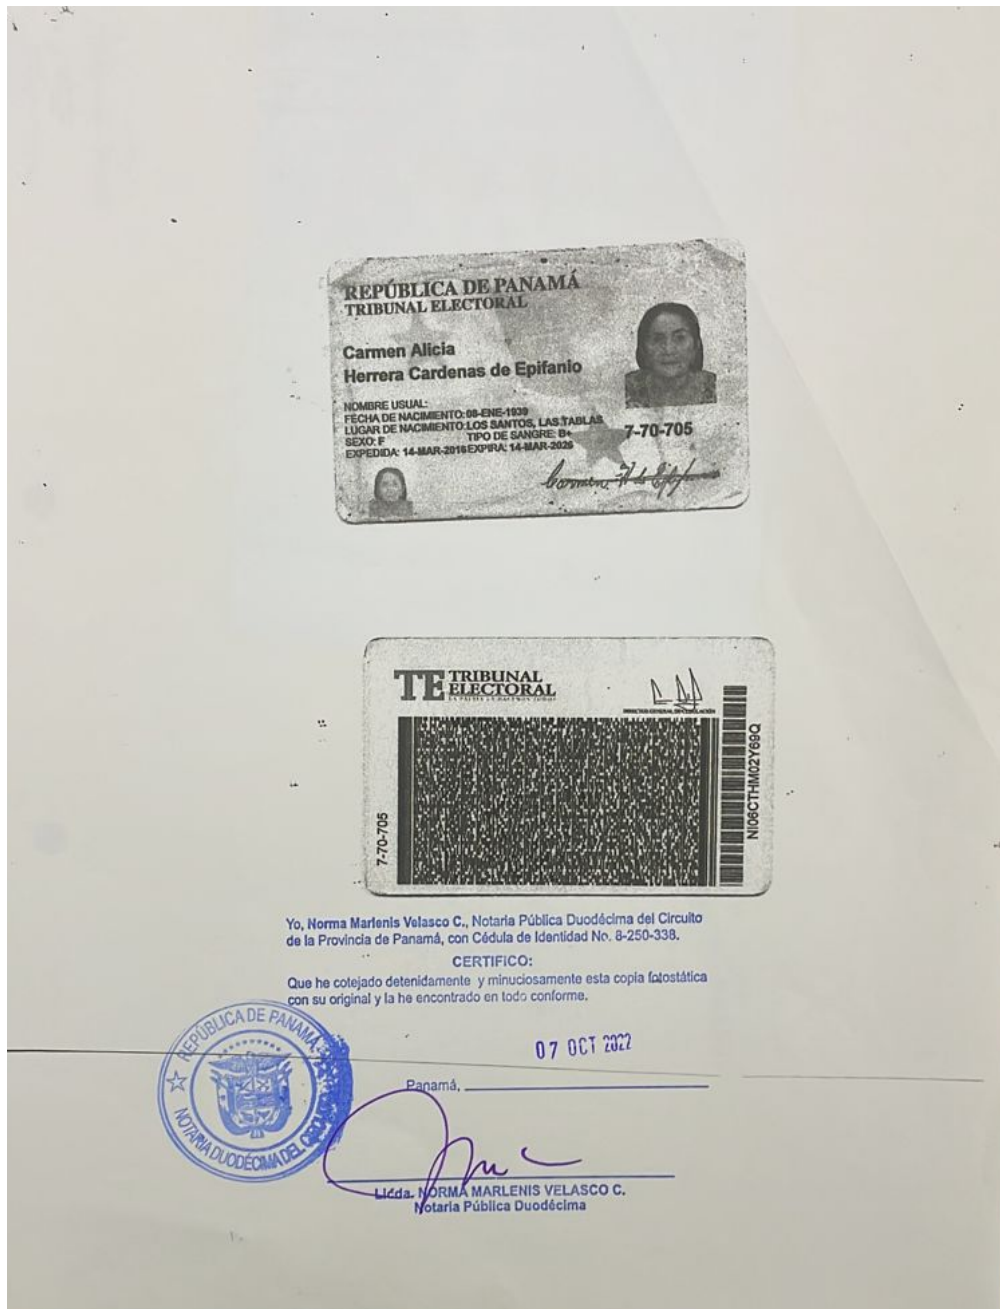 REPÚBLICA DE PANAMÁ
TRIBUNAL ELECTORAL
Carmen Alicia
Herrera Cardenas de Epifanio
NOMBRE USUAL:
FECHA DE NACIMIENTO: 08-ENE-1939
LUGAR DE NACIMIENTO: LOS SANTOS, LAS TABLAS
SEXO: F TIPO DE SANGRE: B+
EXPEDIDA: 14-MAR-2016 EXPIRA: 14-MAR-2026
7-70-705
Carmen H de Epifanio
TE TRIBUNAL
ELECTORAL
7-70-705
NI06CTHM02Y69Q
Yo, Norma Marlenis Velasco C., Notaria Pública Duodécima del Circuito
de la Provincia de Panamá, con Cédula de Identidad No. 8-250-338.
CERTIFICO:
Que he cotejado detenidamente y minuciosamente esta copia fotostática
con su original y la he encontrado en todo conforme.
07 OCT 2022
Panamá,
REPÚBLICA DE PANAMÁ
NOTARIA DUODÉCIMA DEL CIRCUITO
Licda. NORMA MARLENIS VELASCO C.
Notaria Pública Duodécima